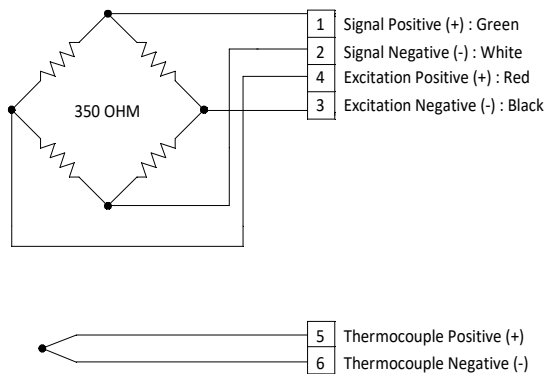 1 Signal Positive (+) : Green
2 Signal Negative (-) : White
4 Excitation Positive (+) : Red
3 Excitation Negative (-) : Black
350 OHM
5 Thermocouple Positive (+)
6 Thermocouple Negative (-)